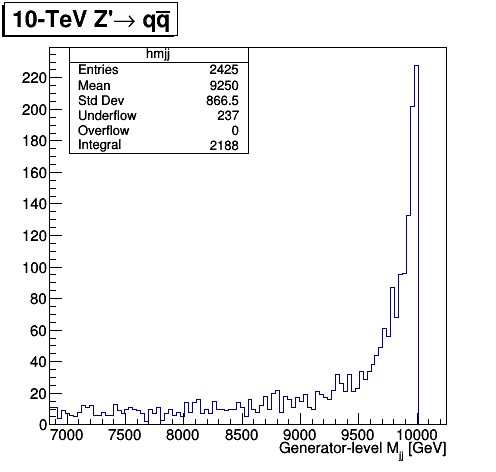 10-TeV Z'→ qq̅
hmjj
Entries 2425
Mean 9250
Std Dev 866.5
Underflow 237
Overflow 0
Integral 2188
220
200
180
160
140
120
100
80
60
40
20
0
7000 7500 8000 8500 9000 9500 10000
Generator-level Mjj [GeV]